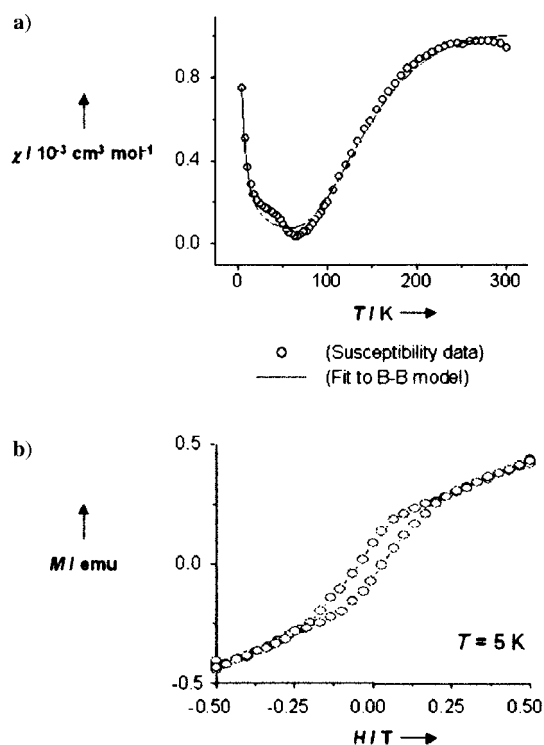 a)
0.8
χ / 10⁻³ cm³ mol⁻¹
0.4
0.0
0 100 200 300
T / K
(Susceptibility data)
(Fit to B-B model)
b)
0.5
M / emu
0.0
T = 5 K
-0.5
-0.50 -0.25 0.00 0.25 0.50
H / T